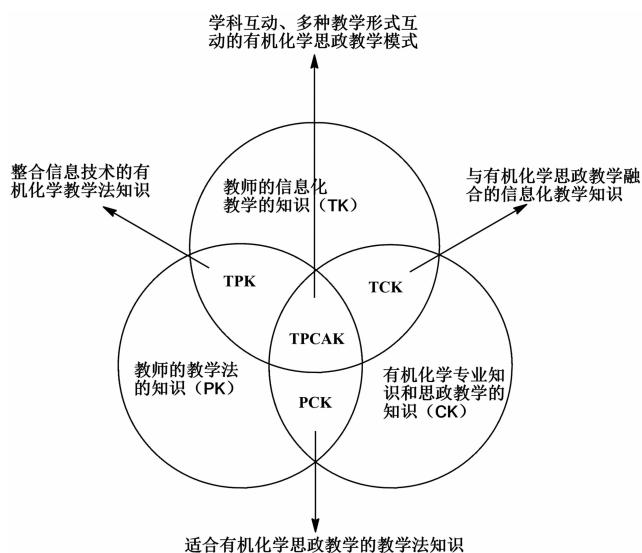 学科互动、多种教学形式互
动的有机化学思政教学模式
整合信息技术的有
机化学教学法知识
与有机化学思政教学融
合的信息化教学知识
教师的信息化
教学的知识（TK）
TPK
TCK
TPCAK
教师的教学法
的知识（PK）
有机化学专业知
识和思政教学的
知识（CK）
PCK
适合有机化学思政教学的教学法知识